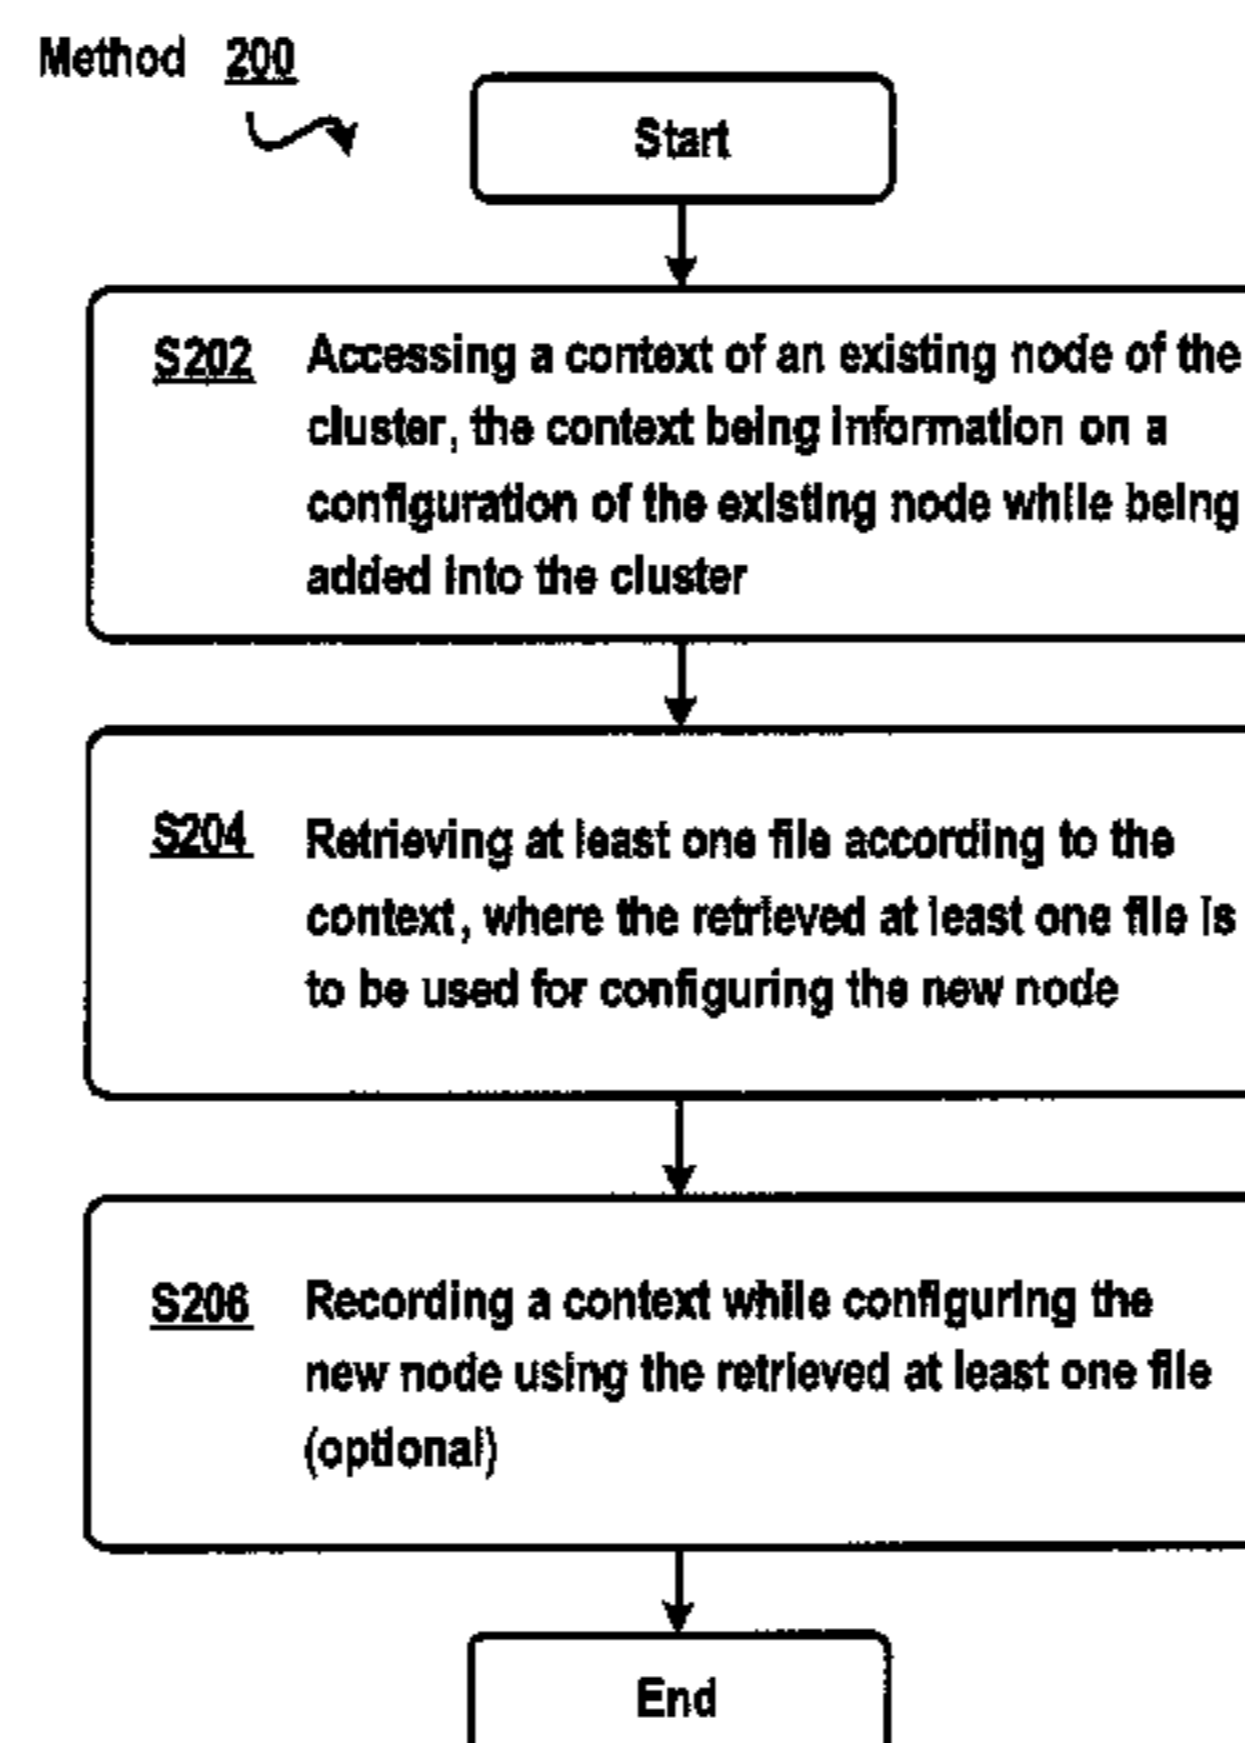 Method 200
Start
S202 Accessing a context of an existing node of the
cluster, the context being information on a
configuration of the existing node while being
added into the cluster
S204 Retrieving at least one file according to the
context, where the retrieved at least one file is
to be used for configuring the new node
S206 Recording a context while configuring the
new node using the retrieved at least one file
(optional)
End